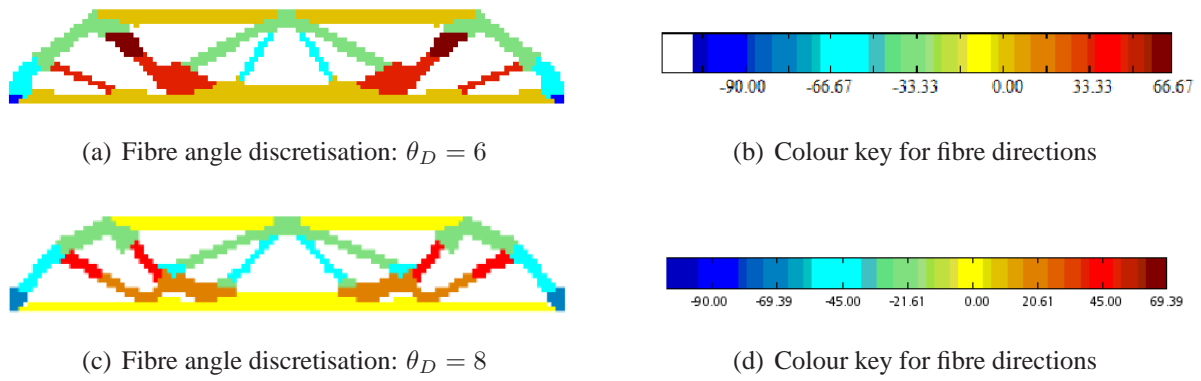 -90.00 -66.67 -33.33 0.00 33.33 66.67
(a) Fibre angle discretisation: θ_D = 6
(b) Colour key for fibre directions
-90.00 -69.39 -45.00 -21.61 0.00 20.61 45.00 69.39
(c) Fibre angle discretisation: θ_D = 8
(d) Colour key for fibre directions